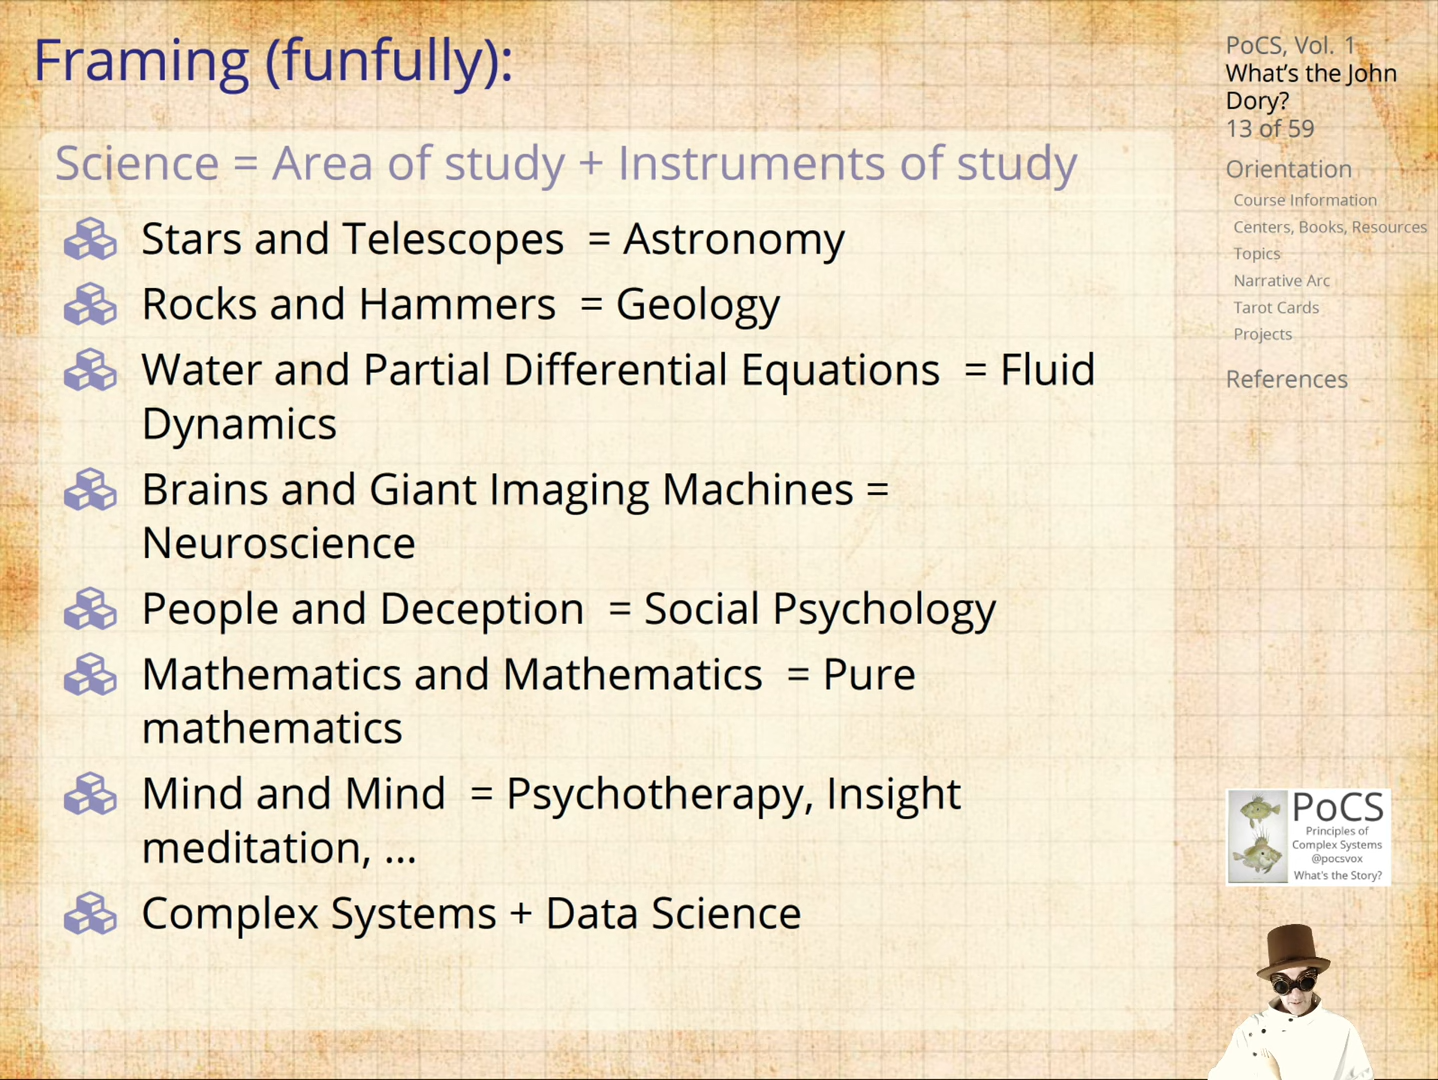 Framing (funfully):
Science = Area of study + Instruments of study
Stars and Telescopes = Astronomy
Rocks and Hammers = Geology
Water and Partial Differential Equations = Fluid
Dynamics
Brains and Giant Imaging Machines =
Neuroscience
People and Deception = Social Psychology
Mathematics and Mathematics = Pure
mathematics
Mind and Mind = Psychotherapy, Insight
meditation, ...
Complex Systems + Data Science
PoCS, Vol. 1
What's the John
Dory?
13 of 59
Orientation
Course Information
Centers, Books, Resources
Topics
Narrative Arc
Tarot Cards
Projects
References
PoCS
Principles of
Complex Systems
@pocsvox
What's the Story?